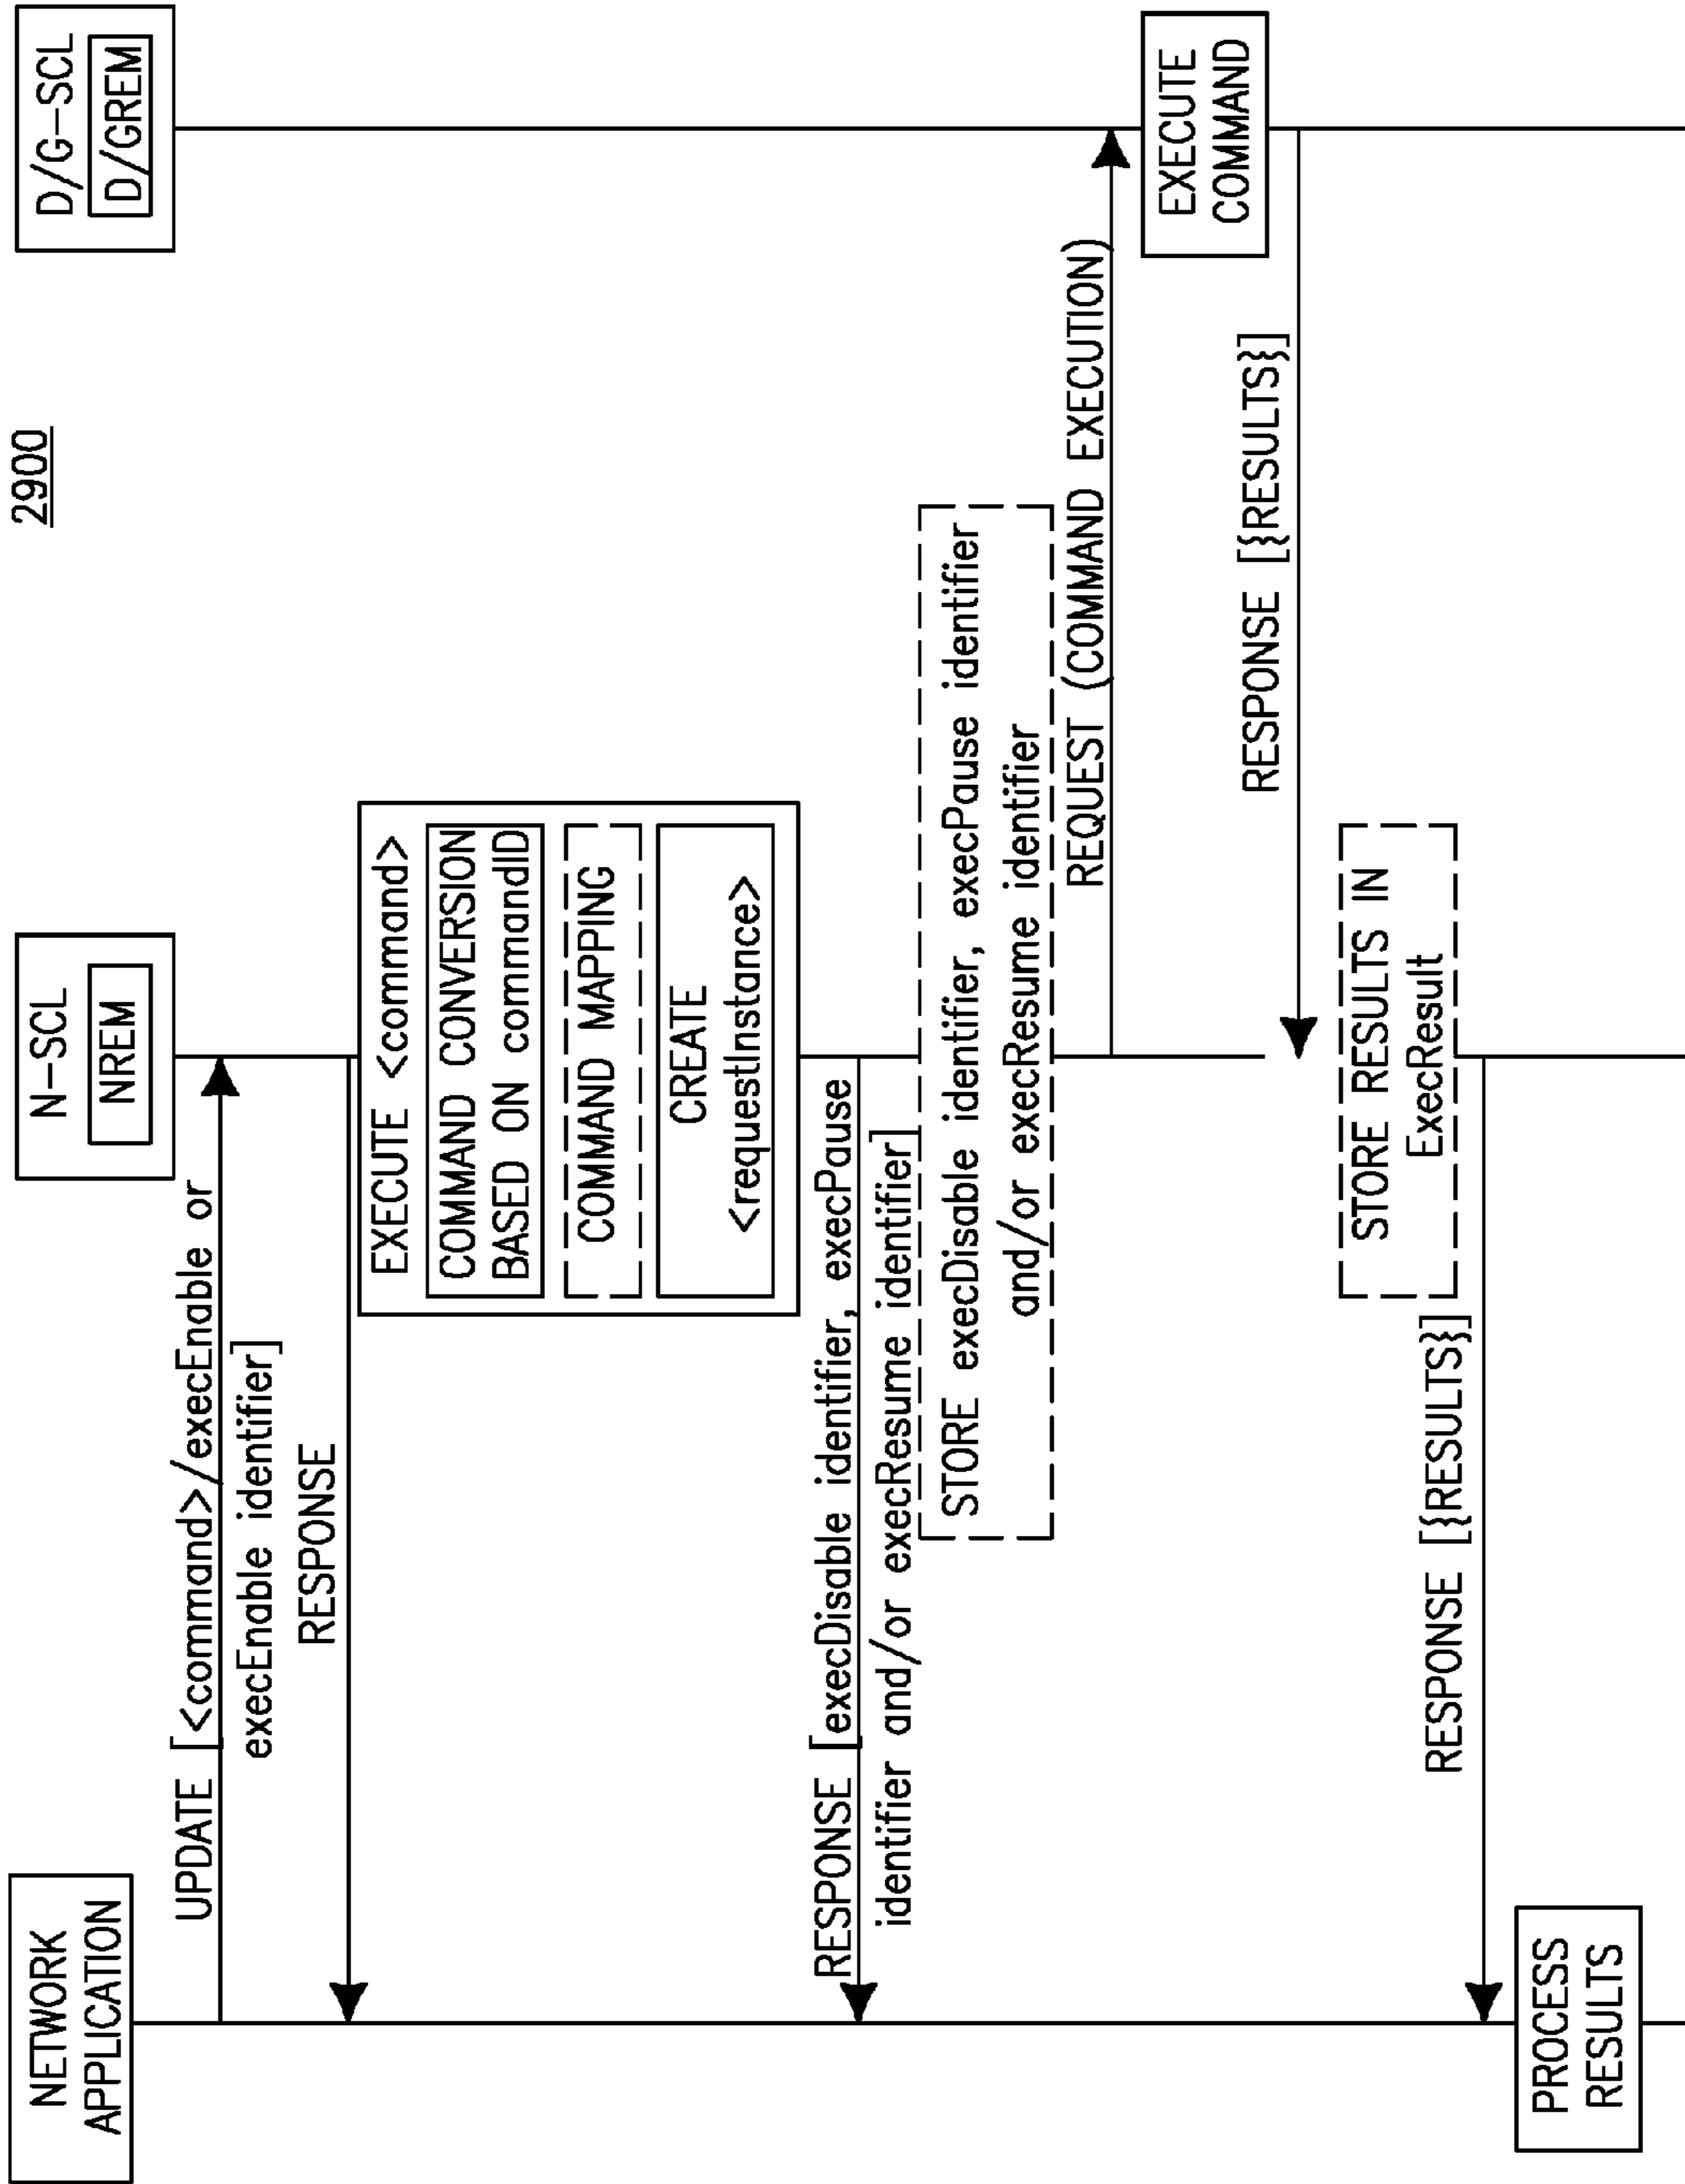 2900
NETWORK
APPLICATION
N-SCL
NREM
D/G-SCL
D/GREM
UPDATE [<command>/execEnable or
execEnable identifier]
RESPONSE
EXECUTE <command>
COMMAND CONVERSION
BASED ON commandID
COMMAND MAPPING
CREATE
<requestInstance>
RESPONSE [execDisable identifier, execPause
identifier and/or execResume identifier]
STORE execDisable identifier, execPause identifier
and/or execResume identifier
REQUEST (COMMAND EXECUTION)
EXECUTE
COMMAND
RESPONSE [{RESULTS}]
STORE RESULTS IN
ExecResult
RESPONSE [{RESULTS}]
PROCESS
RESULTS